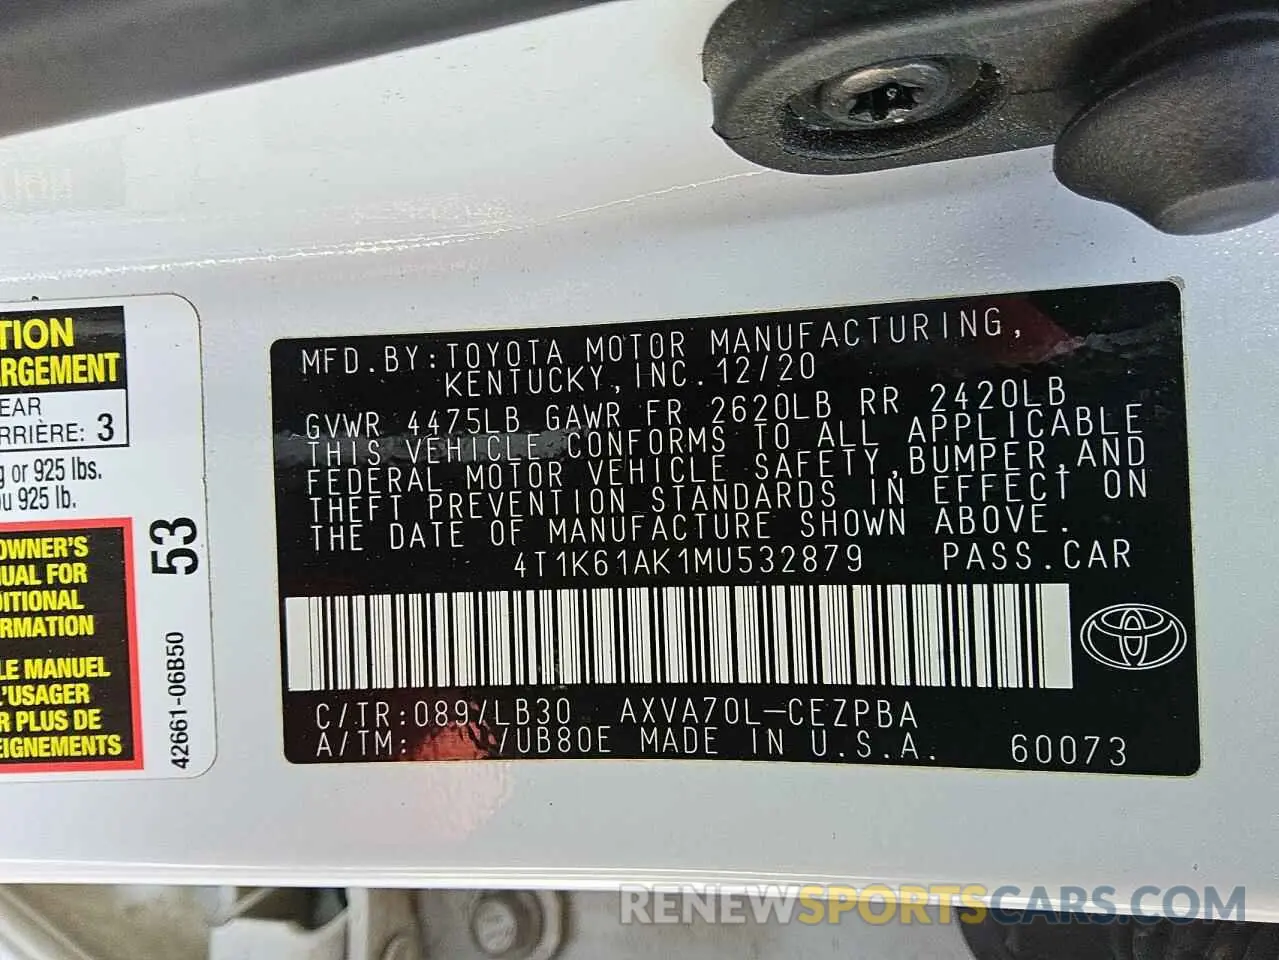 TION
ARGEMENT
EAR
RRIÈRE: 3
g or 925 lbs.
ou 925 lb.
OWNER'S
UAL FOR
DITIONAL
RMATION
LE MANUEL
L'USAGER
R PLUS DE
EIGNEMENTS
53
42661-06B50
MFD.BY:TOYOTA MOTOR MANUFACTURING,
KENTUCKY,INC.12/20
GVWR 4475LB GAWR FR 2620LB RR 2420LB
THIS VEHICLE CONFORMS TO ALL APPLICABLE
FEDERAL MOTOR VEHICLE SAFETY,BUMPER,AND
THEFT PREVENTION STANDARDS IN EFFECT ON
THE DATE OF MANUFACTURE SHOWN ABOVE.
4T1K61AK1MU532879 PASS.CAR
C/TR:089/LB30 AXVA70L-CEZPBA
A/TM: /UB80E MADE IN U.S.A. 60073
RENEWSPORTSCARS.COM